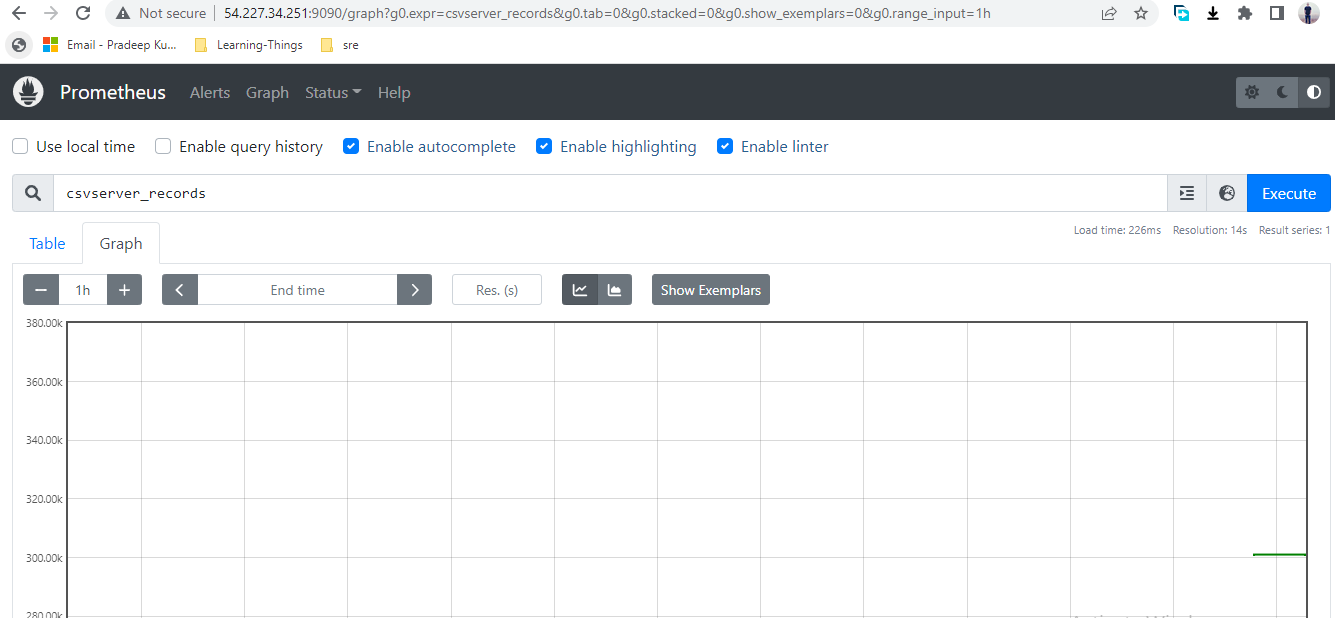 Not secure 54.227.34.251:9090/graph?g0.expr=csvserver_records&g0.tab=0&g0.stacked=0&g0.show_exemplars=0&g0.range_input=1h
Email - Pradeep Ku... Learning-Things sre
Prometheus Alerts Graph Status Help
Use local time Enable query history Enable autocomplete Enable highlighting Enable linter
csvserver_records Execute
Table Graph Load time: 226ms Resolution: 14s Result series: 1
1h End time Res. (s) Show Exemplars
380.00k
360.00k
340.00k
320.00k
300.00k
280.00k